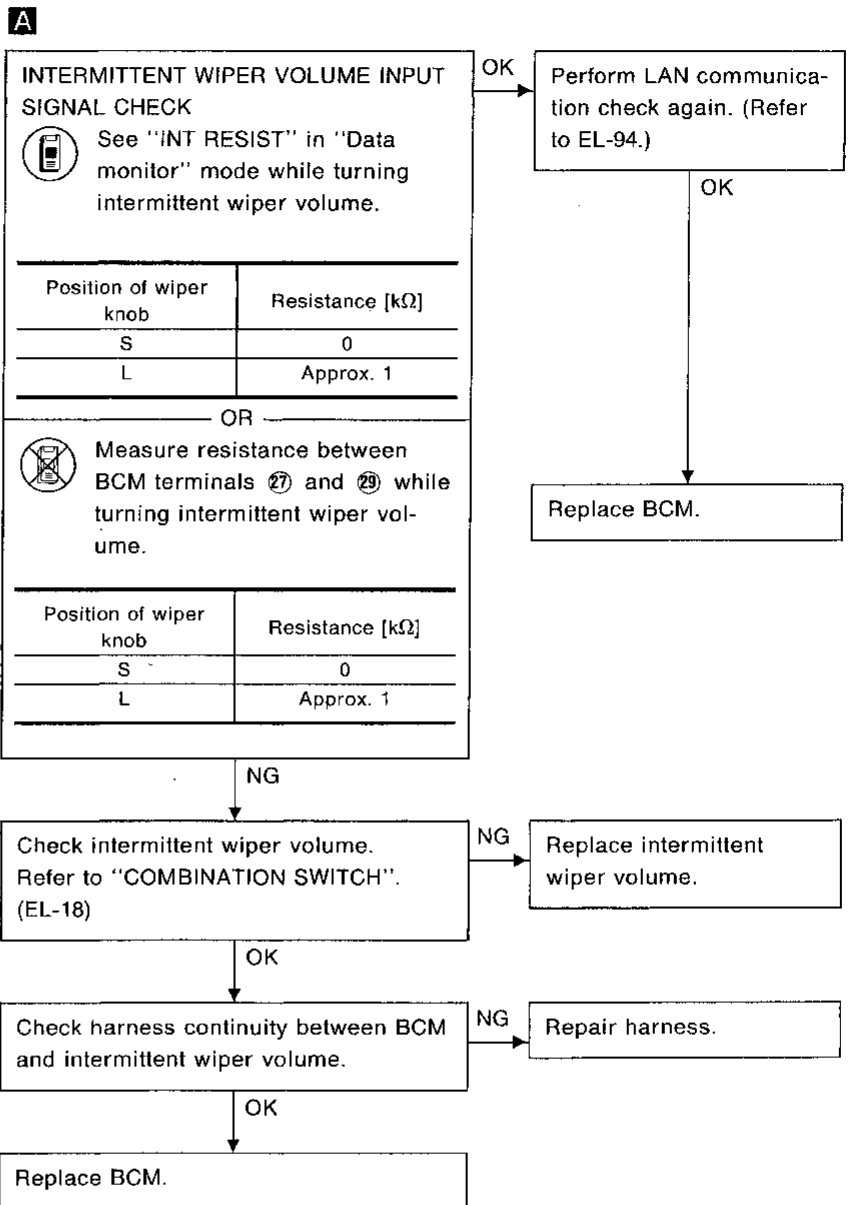 A
INTERMITTENT WIPER VOLUME INPUT
SIGNAL CHECK
See "INT RESIST" in "Data
monitor" mode while turning
intermittent wiper volume.
Position of wiper
knob
Resistance [kΩ]
S 0
L Approx. 1
OR
Measure resistance between
BCM terminals ㉗ and ㉙ while
turning intermittent wiper vol-
ume.
Position of wiper
knob
Resistance [kΩ]
S 0
L Approx. 1
OK
Perform LAN communica-
tion check again. (Refer
to EL-94.)
OK
Replace BCM.
NG
Check intermittent wiper volume.
Refer to "COMBINATION SWITCH".
(EL-18)
NG
Replace intermittent
wiper volume.
OK
Check harness continuity between BCM
and intermittent wiper volume.
NG
Repair harness.
OK
Replace BCM.